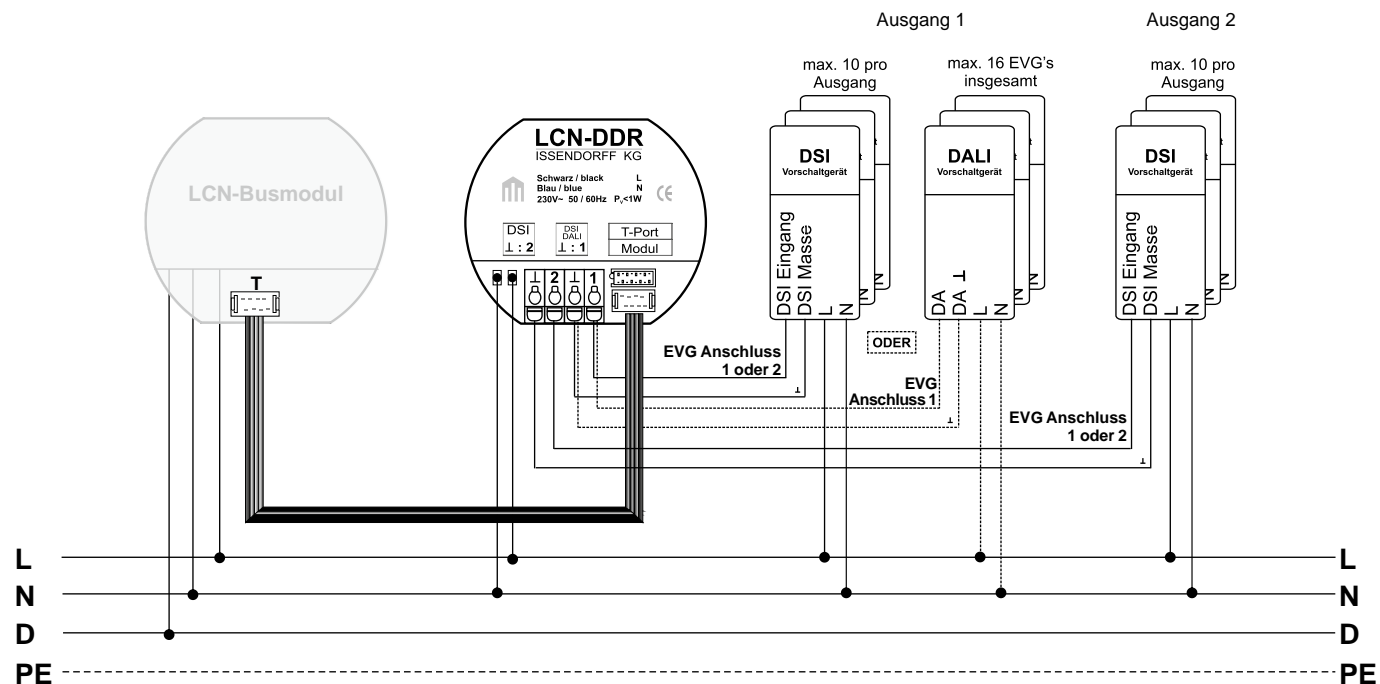 Ausgang 1
Ausgang 2
max. 10 pro
Ausgang
max. 16 EVG's
insgesamt
max. 10 pro
Ausgang
LCN-Busmodul
T
LCN-DDR
ISSENDORFF KG
Schwarz / black L
Blau / blue N
230V~ 50 / 60Hz Pv<1W
CE
DSI
⊥ : 2
DSI
DALI
⊥ : 1
T-Port
Modul
⊥ 2 ⊥ 1
DSI
Vorschaltgerät
DSI Eingang
DSI Masse
L
N
t
N
N
DALI
Vorschaltgerät
DA
DA ⊥
L
N
t
t
N
N
DSI
Vorschaltgerät
DSI Eingang
DSI Masse
L
N
t
t
N
N
ODER
EVG Anschluss
1 oder 2
⊥
EVG
Anschluss 1
⊥
EVG Anschluss
1 oder 2
⊥
L L
N N
D D
PE PE